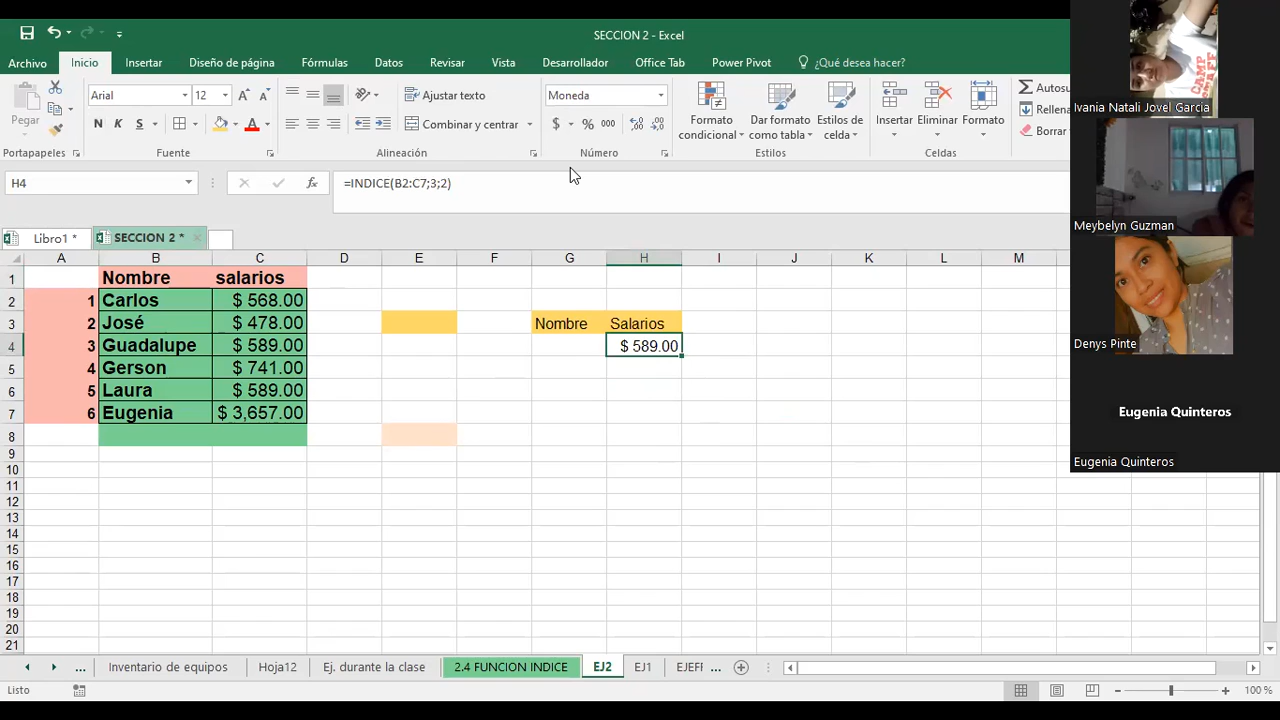 SECCION 2 - Excel
Archivo Inicio Insertar Diseño de página Fórmulas Datos Revisar Vista Desarrollador Office Tab Power Pivot ¿Qué desea hacer?
Pegar
Arial 12
N K S
Ajustar texto
Combinar y centrar
Moneda
$ % 000
Formato condicional
Dar formato como tabla
Estilos de celda
Insertar Eliminar Formato
Autosu
Rellena
Borrar
Portapapeles Fuente Alineación Número Estilos Celdas
H4 fx =INDICE(B2:C7;3;2)
Libro1 * SECCION 2 *
A B C D E F G H I J K L M
1 Nombre salarios
2 1 Carlos $ 568.00
3 2 José $ 478.00 Nombre Salarios
4 3 Guadalupe $ 589.00 $ 589.00
5 4 Gerson $ 741.00
6 5 Laura $ 589.00
7 6 Eugenia $ 3,657.00
8
9
10
11
12
13
14
15
16
17
18
19
20
21
... Inventario de equipos Hoja12 Ej. durante la clase 2.4 FUNCION INDICE EJ2 EJ1 EJEFI ...
Listo 100 %
CAMP STAFF
Ivania Natali Jovel Garcia
Meybelyn Guzman
Denys Pinte
Eugenia Quinteros
Eugenia Quinteros